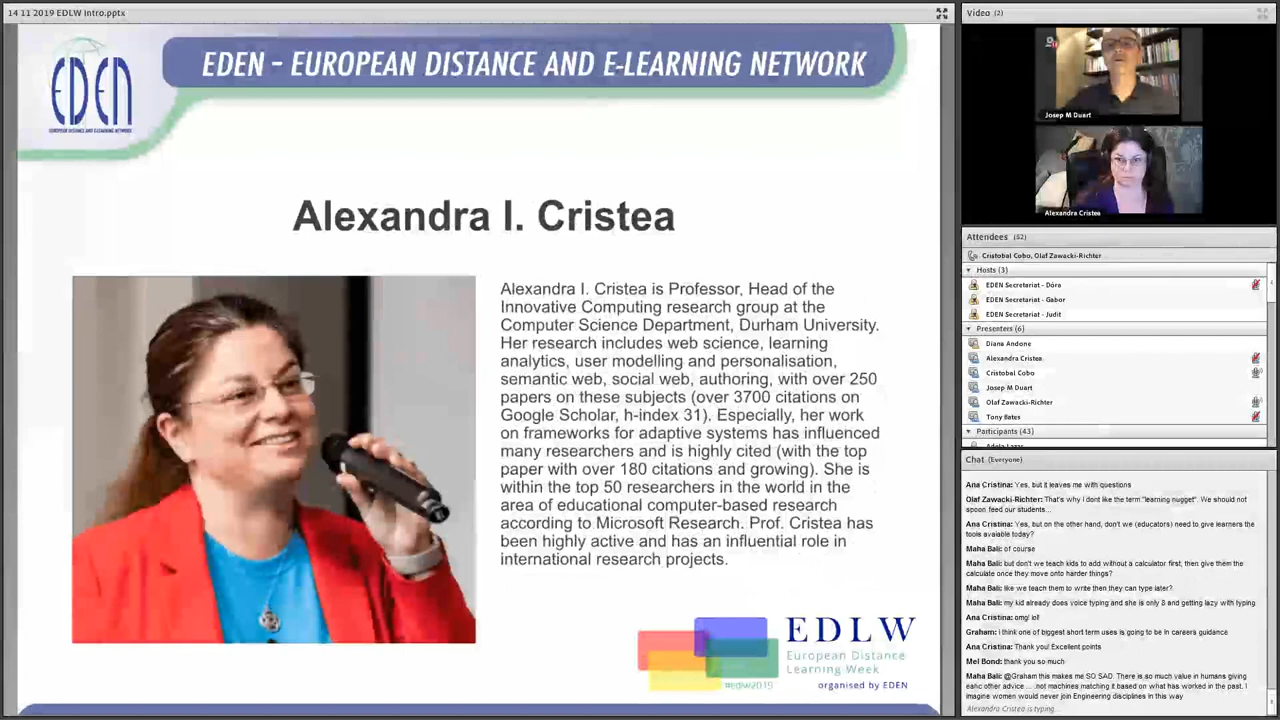 14 11 2019 EDLW Intro.pptx
EDEN
EUROPEAN DISTANCE AND E-LEARNING NETWORK
EDEN – EUROPEAN DISTANCE AND E-LEARNING NETWORK
Alexandra I. Cristea
Alexandra I. Cristea is Professor, Head of the
Innovative Computing research group at the
Computer Science Department, Durham University.
Her research includes web science, learning
analytics, user modelling and personalisation,
semantic web, social web, authoring, with over 250
papers on these subjects (over 3700 citations on
Google Scholar, h-index 31). Especially, her work
on frameworks for adaptive systems has influenced
many researchers and is highly cited (with the top
paper with over 180 citations and growing). She is
within the top 50 researchers in the world in the
area of educational computer-based research
according to Microsoft Research. Prof. Cristea has
been highly active and has an influential role in
international research projects.
EDLW
European Distance
Learning Week
#edlw2019
organised by EDEN
Video (2)
Josep M Duart
Alexandra Cristea
Attendees (52)
Cristobal Cobo, Olaf Zawacki-Richter
Hosts (3)
EDEN Secretariat - Dóra
EDEN Secretariat - Gabor
EDEN Secretariat - Judit
Presenters (6)
Diana Andone
Alexandra Cristea
Cristobal Cobo
Josep M Duart
Olaf Zawacki-Richter
Tony Bates
Participants (43)
Chat (Everyone)
Ana Cristina: Yes, but it leaves me with questions
Olaf Zawacki-Richter: That's why I dont like the term "learning nugget". We should not
spoon feed our students...
Ana Cristina: Yes, but on the other hand, don't we (educators) need to give learners the
tools avaiable today?
Maha Bali: of course
Maha Bali: but don't we teach kids to add without a calculator first, then give them the
calculate once they move onto harder things?
Maha Bali: like we teach them to write then they can type later?
Maha Bali: my kid already does voice typing and she is only 8 and getting lazy with typing
Ana Cristina: omg! lol!
Graham: I think one of biggest short term uses is going to be in careers guidance
Ana Cristina: Thank you! Excellent points
Mel Bond: thank you so much
Maha Bali: @Graham this makes me SO SAD. There is so much value in humans giving
eahc other advice ... .not machines matching it based on what has worked in the past. I
imagine women would never join Engineering disciplines in this way
Alexandra Cristea is typing...